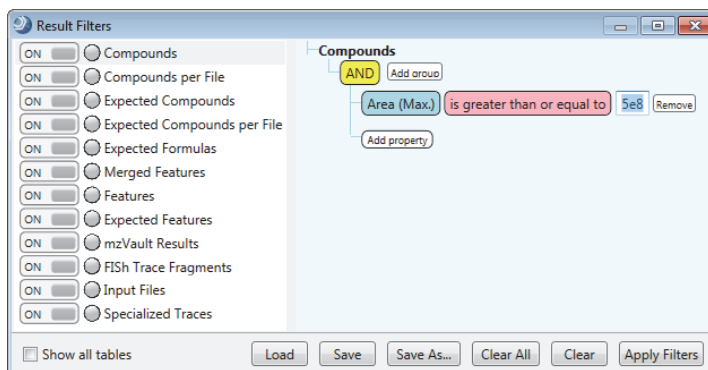 Result Filters
ON Compounds
ON Compounds per File
ON Expected Compounds
ON Expected Compounds per File
ON Expected Formulas
ON Merged Features
ON Features
ON Expected Features
ON mzVault Results
ON FISh Trace Fragments
ON Input Files
ON Specialized Traces
Compounds
AND Add group
Area (Max.) is greater than or equal to 5e8 Remove
Add property
Show all tables Load Save Save As... Clear All Clear Apply Filters